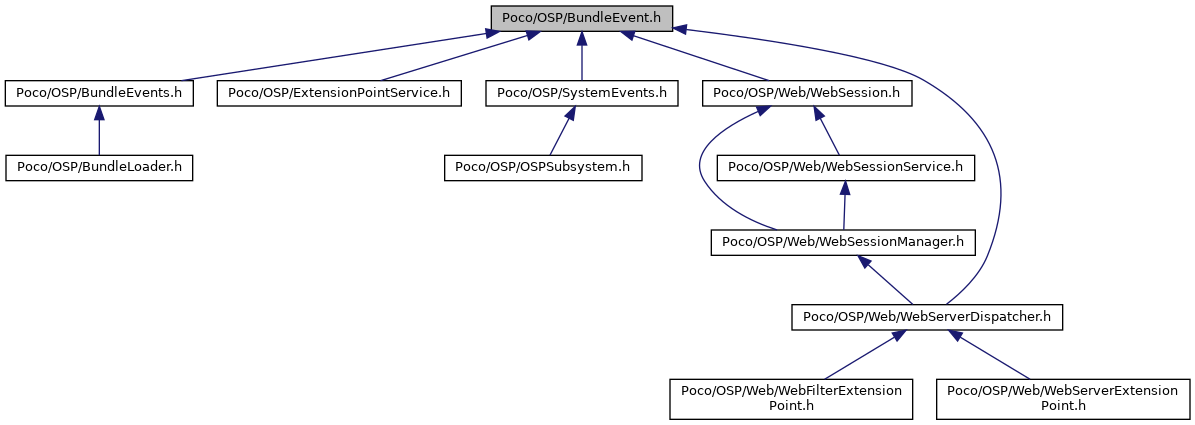 Poco/OSP/BundleEvent.h
Poco/OSP/BundleEvents.h
Poco/OSP/ExtensionPointService.h
Poco/OSP/SystemEvents.h
Poco/OSP/Web/WebSession.h
Poco/OSP/BundleLoader.h
Poco/OSP/OSPSubsystem.h
Poco/OSP/Web/WebSessionService.h
Poco/OSP/Web/WebSessionManager.h
Poco/OSP/Web/WebServerDispatcher.h
Poco/OSP/Web/WebFilterExtension
Point.h
Poco/OSP/Web/WebServerExtension
Point.h